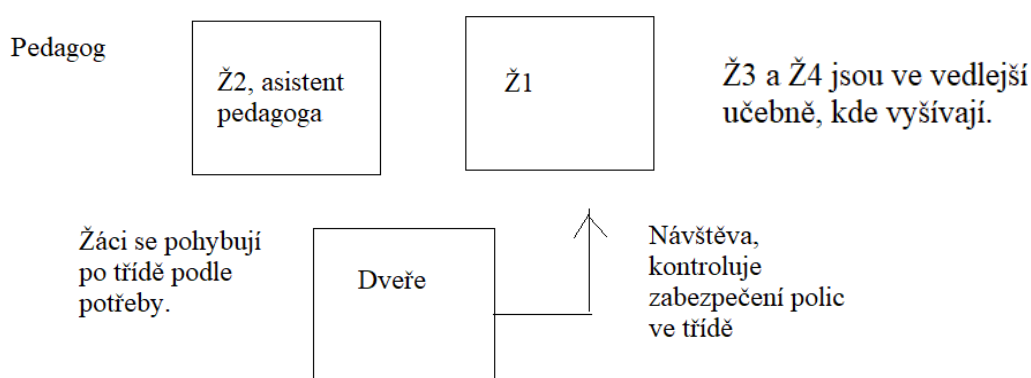 Pedagog
Ž2, asistent
pedagoga
Ž1
Ž3 a Ž4 jsou ve vedlejší
učebně, kde vyšívají.
Žáci se pohybují
po třídě podle
potřeby.
Dveře
Návštěva,
kontroluje
zabezpečení polic
ve třídě